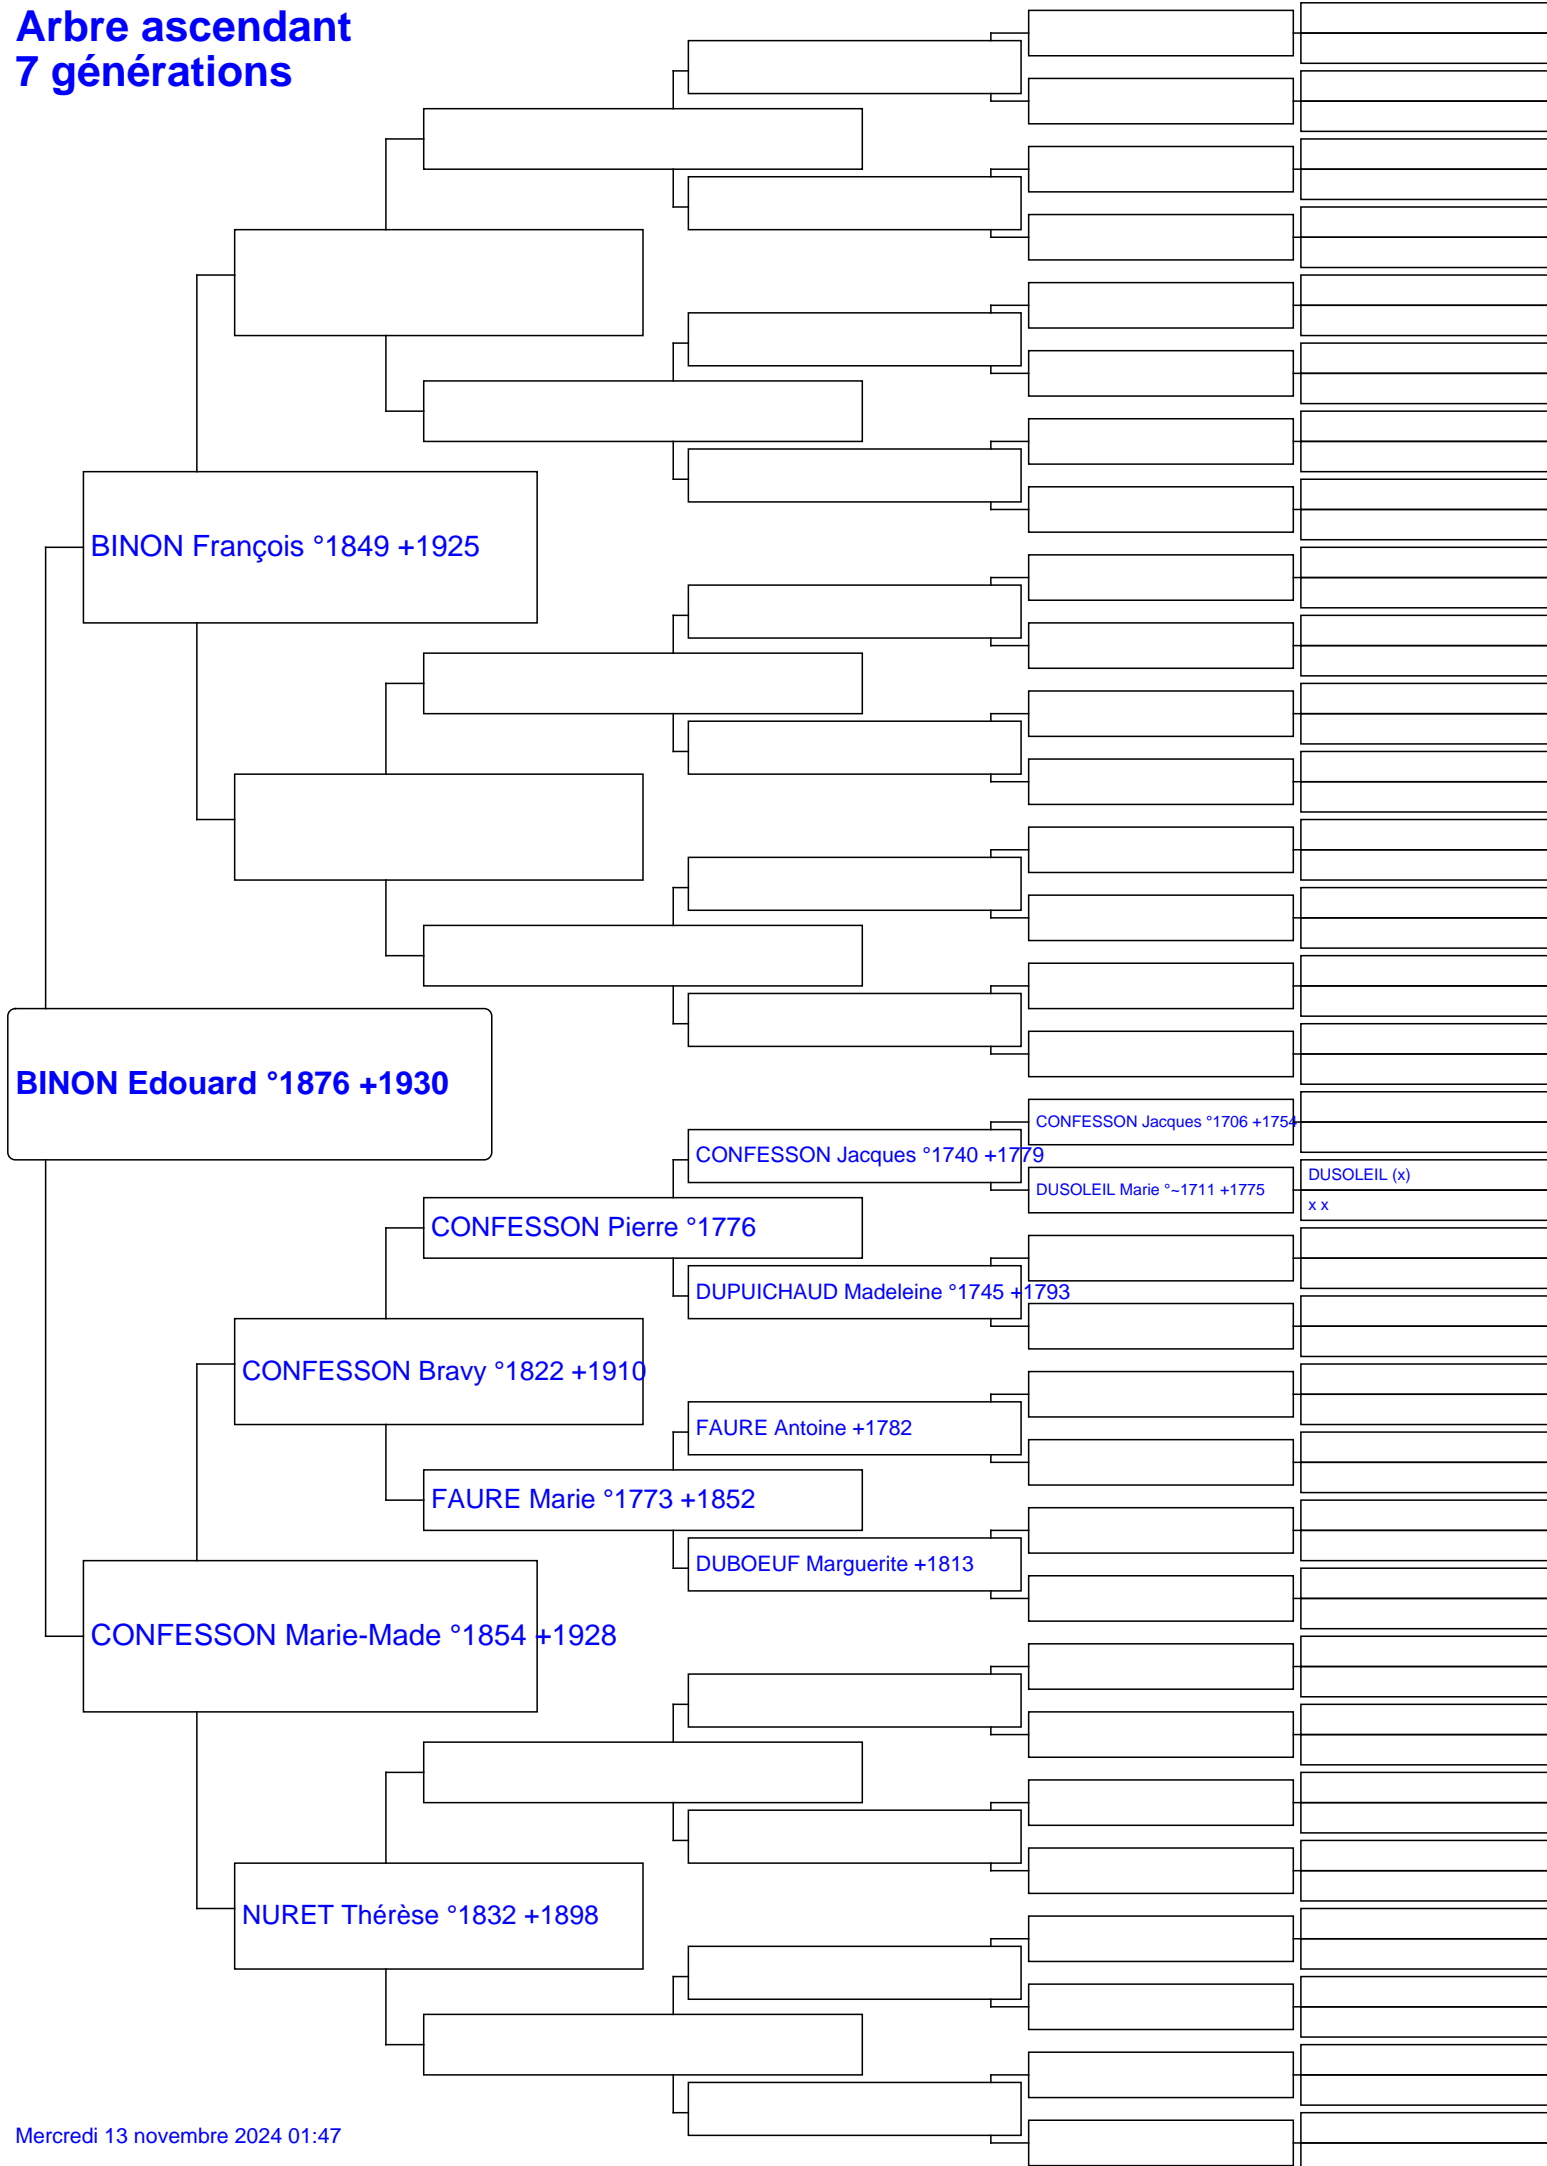 Arbre ascendant
7 générations
BINON François °1849 +1925
BINON Edouard °1876 +1930
CONFESSON Jacques °1706 +1754
CONFESSON Jacques °1740 +1779
DUSOLEIL (x)
DUSOLEIL Marie °~1711 +1775
x x
CONFESSON Pierre °1776
DUPUICHAUD Madeleine °1745 +1793
CONFESSON Bravy °1822 +1910
FAURE Antoine +1782
FAURE Marie °1773 +1852
DUBOEUF Marguerite +1813
CONFESSON Marie-Made °1854 +1928
NURET Thérèse °1832 +1898
Mercredi 13 novembre 2024 01:47